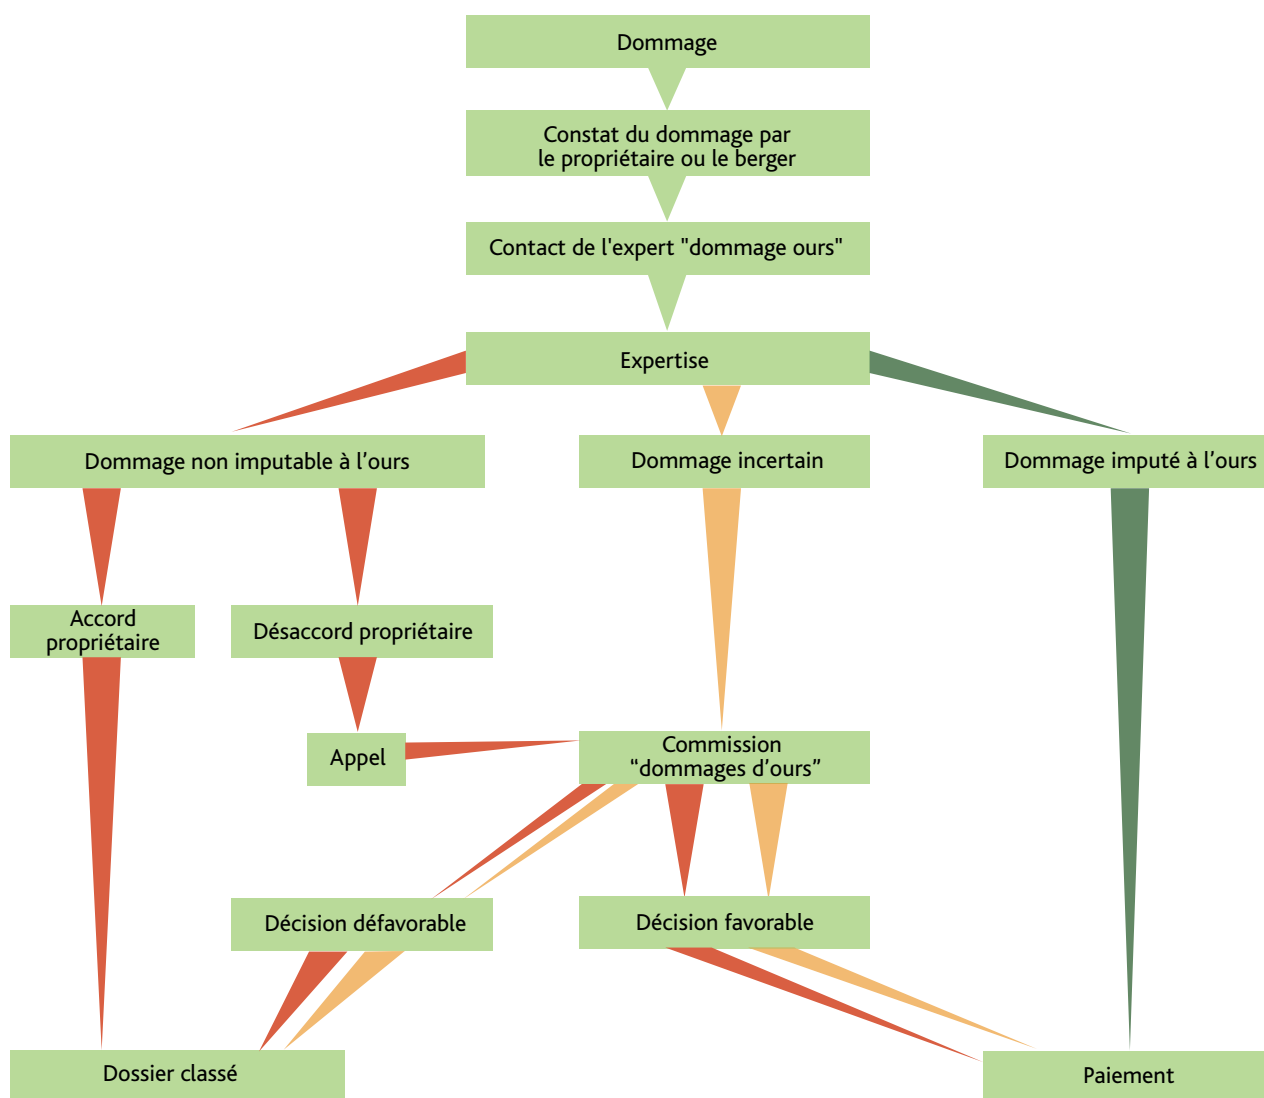 Dommage
Constat du dommage par
le propriétaire ou le berger
Contact de l'expert "dommage ours"
Expertise
Dommage non imputable à l’ours
Dommage incertain
Dommage imputé à l’ours
Accord
propriétaire
Désaccord propriétaire
Appel
Commission
“dommages d’ours”
Décision défavorable
Décision favorable
Dossier classé
Paiement